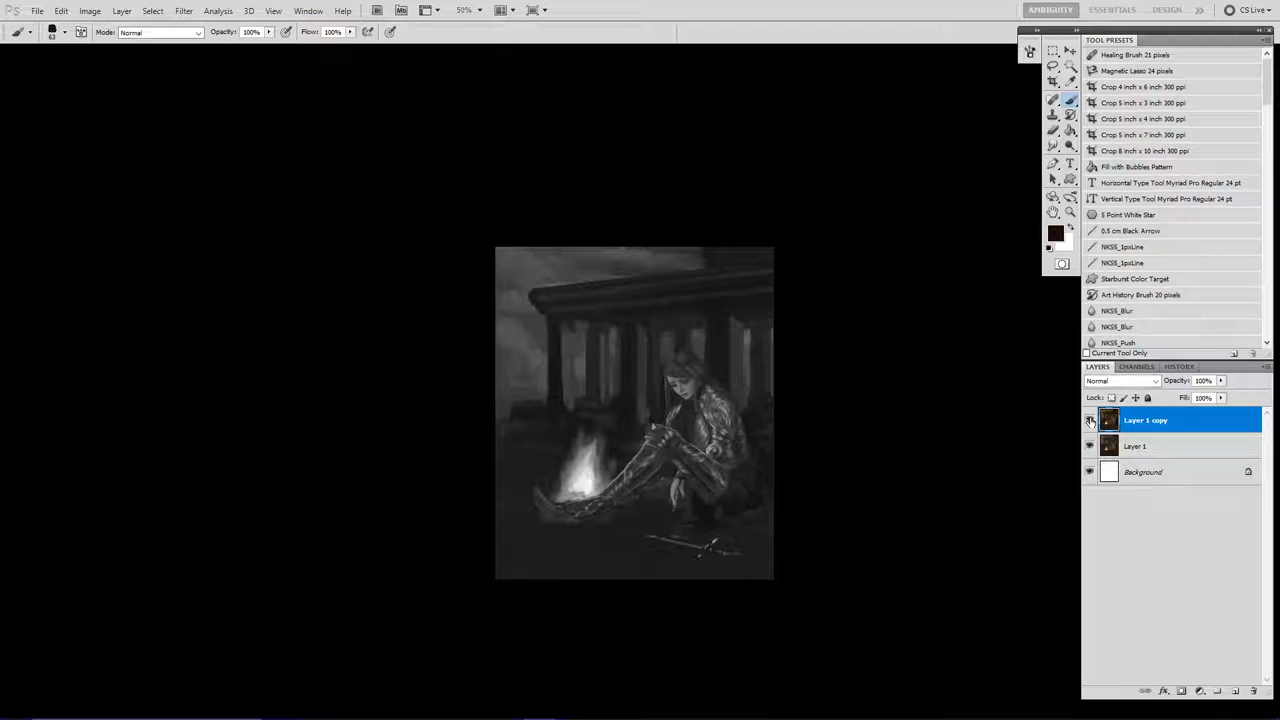 Ps File Edit Image Layer Select Filter Analysis 3D View Window Help Br Mb 50% AMBIGUITY ESSENTIALS DESIGN CS Live
63 Mode: Normal Opacity: 100% Flow: 100%
TOOL PRESETS
Healing Brush 21 pixels
Magnetic Lasso 24 pixels
Crop 4 inch x 6 inch 300 ppi
Crop 5 inch x 3 inch 300 ppi
Crop 5 inch x 4 inch 300 ppi
Crop 5 inch x 7 inch 300 ppi
Crop 8 inch x 10 inch 300 ppi
Fill with Bubbles Pattern
Horizontal Type Tool Myriad Pro Regular 24 pt
Vertical Type Tool Myriad Pro Regular 24 pt
5 Point White Star
0.5 cm Black Arrow
NKS5_1pxLine
NKS5_1pxLine
Starburst Color Target
Art History Brush 20 pixels
NKS5_Blur
NKS5_Blur
NKS5_Push
Current Tool Only
LAYERS CHANNELS HISTORY
Normal Opacity: 100%
Lock: Fill: 100%
Layer 1 copy
Layer 1
Background